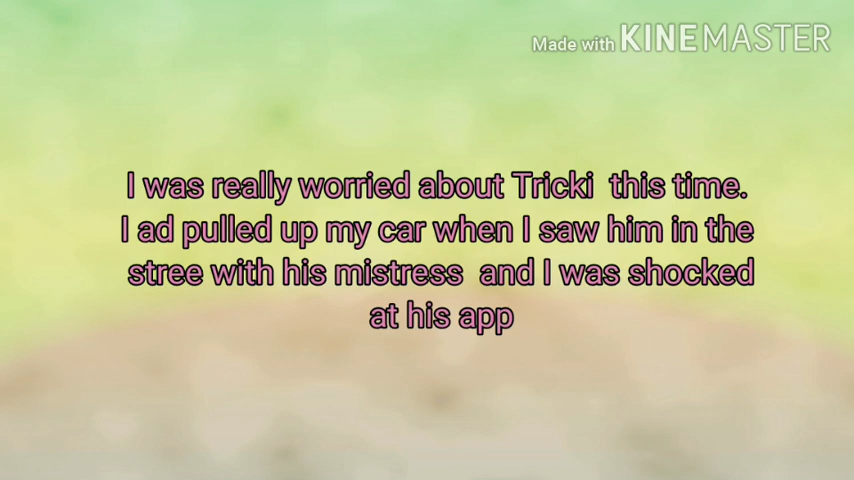 Made with KINEMASTER
I was really worried about Tricki this time.
I ad pulled up my car when I saw him in the
stree with his mistress and I was shocked
at his app